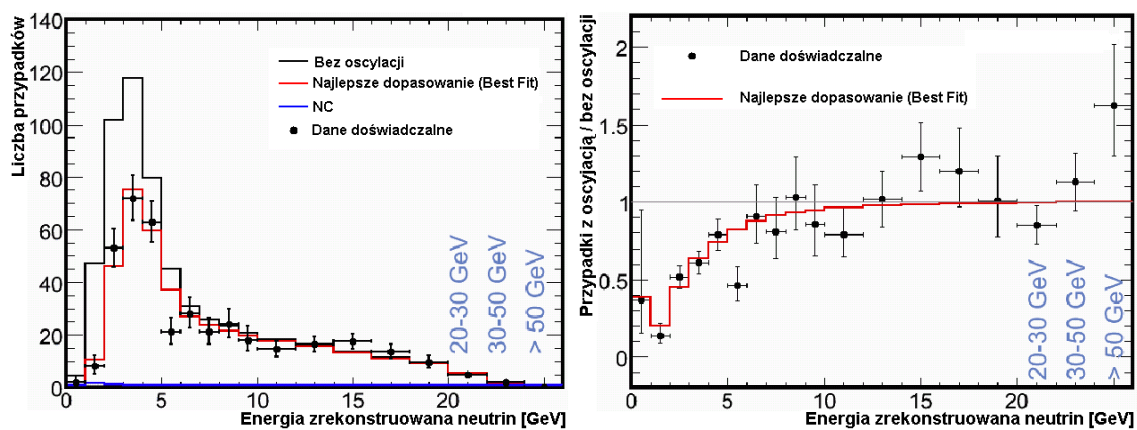 Liczba przypadków
140
120
100
80
60
40
20
0
Bez oscylacji
Najlepsze dopasowanie (Best Fit)
NC
Dane doświadczalne
20-30 GeV
30-50 GeV
> 50 GeV
0
5
10
15
20
Energia zrekonstruowana neutrin [GeV]
Przypadki z oscyjacją / bez oscylacji
2
1.5
1
0.5
0
Dane doświadczalne
Najlepsze dopasowanie (Best Fit)
20-30 GeV
30-50 GeV
> 50 GeV
0
5
10
15
20
Energia zrekonstruowana neutrin [GeV]